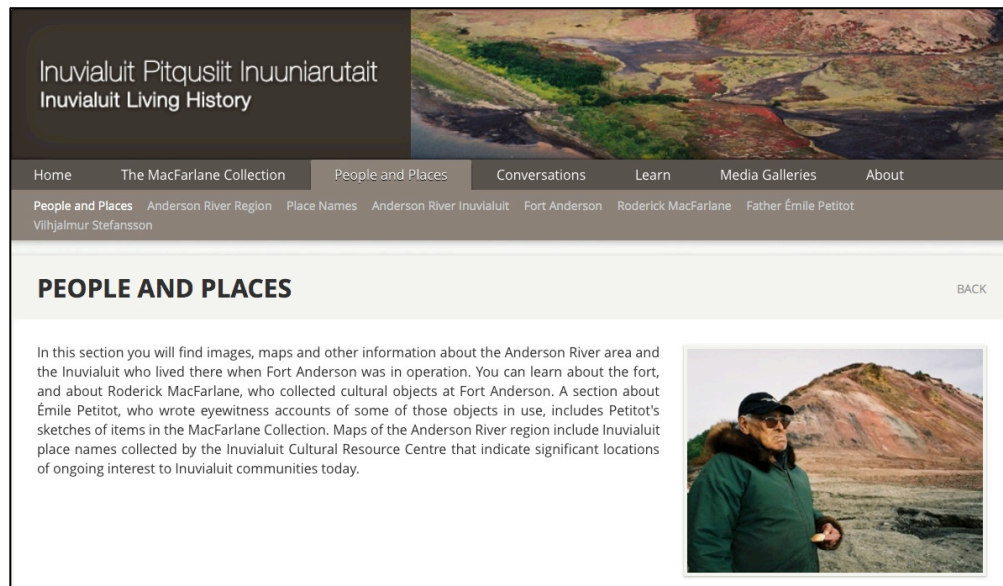 Inuvialuit Pitqusiit Inuuniarutait
Inuvialuit Living History
Home The MacFarlane Collection People and Places Conversations Learn Media Galleries About
People and Places Anderson River Region Place Names Anderson River Inuvialuit Fort Anderson Roderick MacFarlane Father Émile Petitot
Vilhjalmur Stefansson
PEOPLE AND PLACES
BACK
In this section you will find images, maps and other information about the Anderson River area and
the Inuvialuit who lived there when Fort Anderson was in operation. You can learn about the fort,
and about Roderick MacFarlane, who collected cultural objects at Fort Anderson. A section about
Émile Petitot, who wrote eyewitness accounts of some of those objects in use, includes Petitot's
sketches of items in the MacFarlane Collection. Maps of the Anderson River region include Inuvialuit
place names collected by the Inuvialuit Cultural Resource Centre that indicate significant locations
of ongoing interest to Inuvialuit communities today.